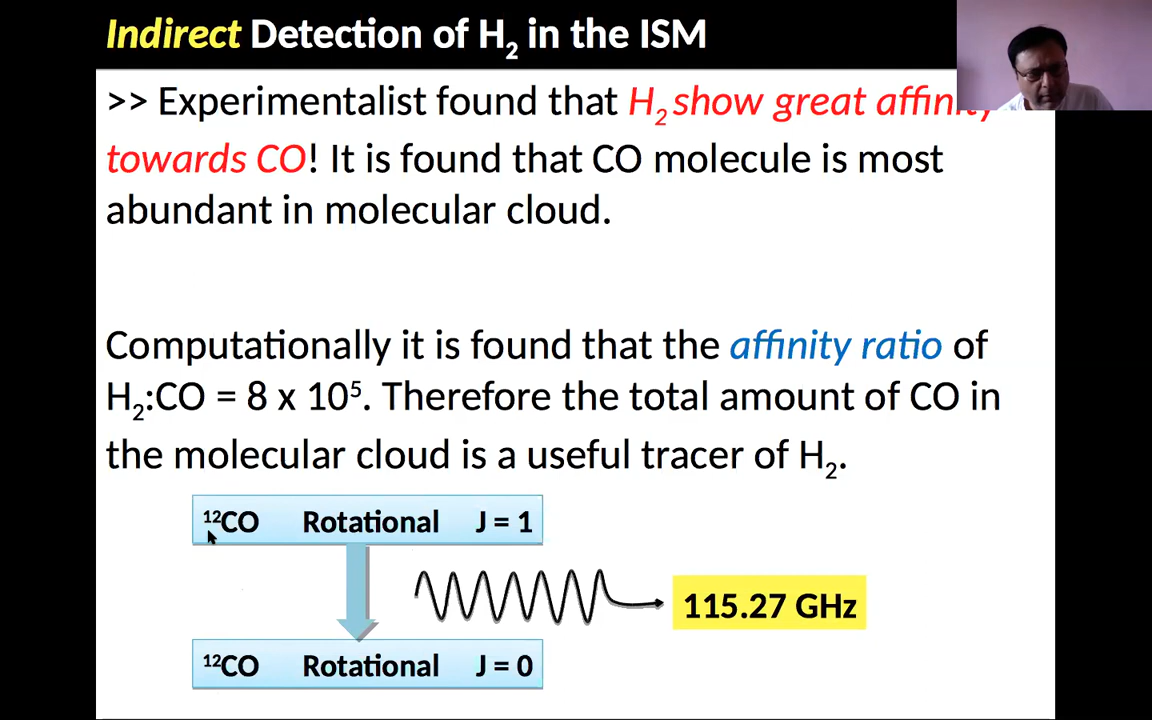 Indirect Detection of H₂ in the ISM
>> Experimentalist found that H₂ show great affinity
towards CO! It is found that CO molecule is most
abundant in molecular cloud.
Computationally it is found that the affinity ratio of
H₂:CO = 8 x 10⁵. Therefore the total amount of CO in
the molecular cloud is a useful tracer of H₂.
¹²CO Rotational J = 1
115.27 GHz
¹²CO Rotational J = 0